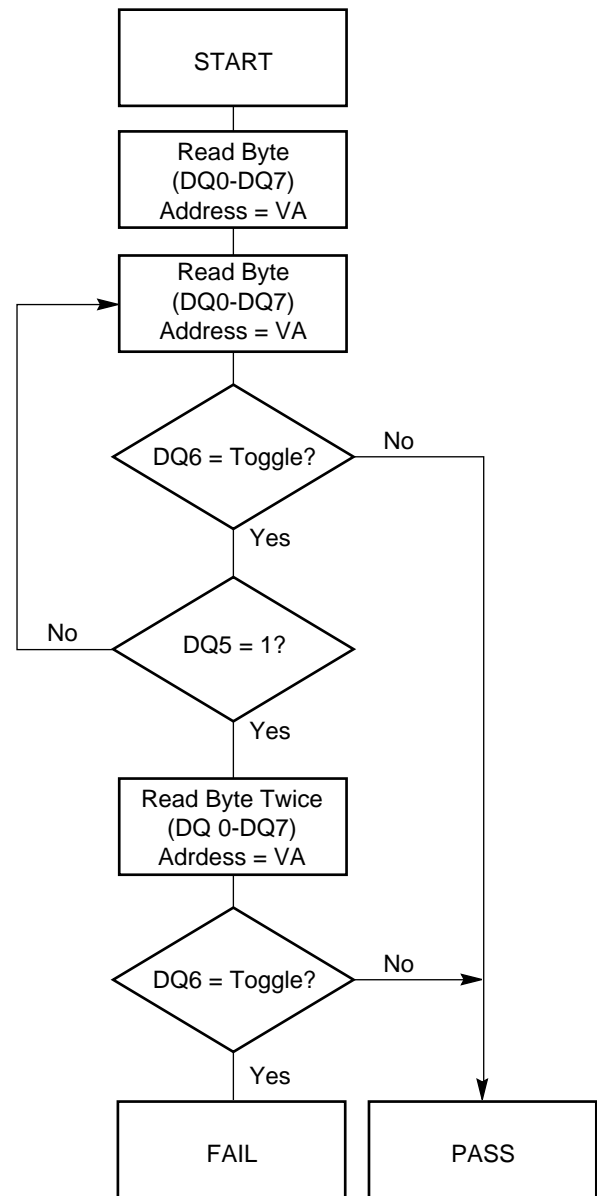 START
Read Byte
(DQ0-DQ7)
Address = VA
Read Byte
(DQ0-DQ7)
Address = VA
DQ6 = Toggle?
No
Yes
No
DQ5 = 1?
Yes
Read Byte Twice
(DQ 0-DQ7)
Adrdess = VA
DQ6 = Toggle?
No
Yes
FAIL
PASS